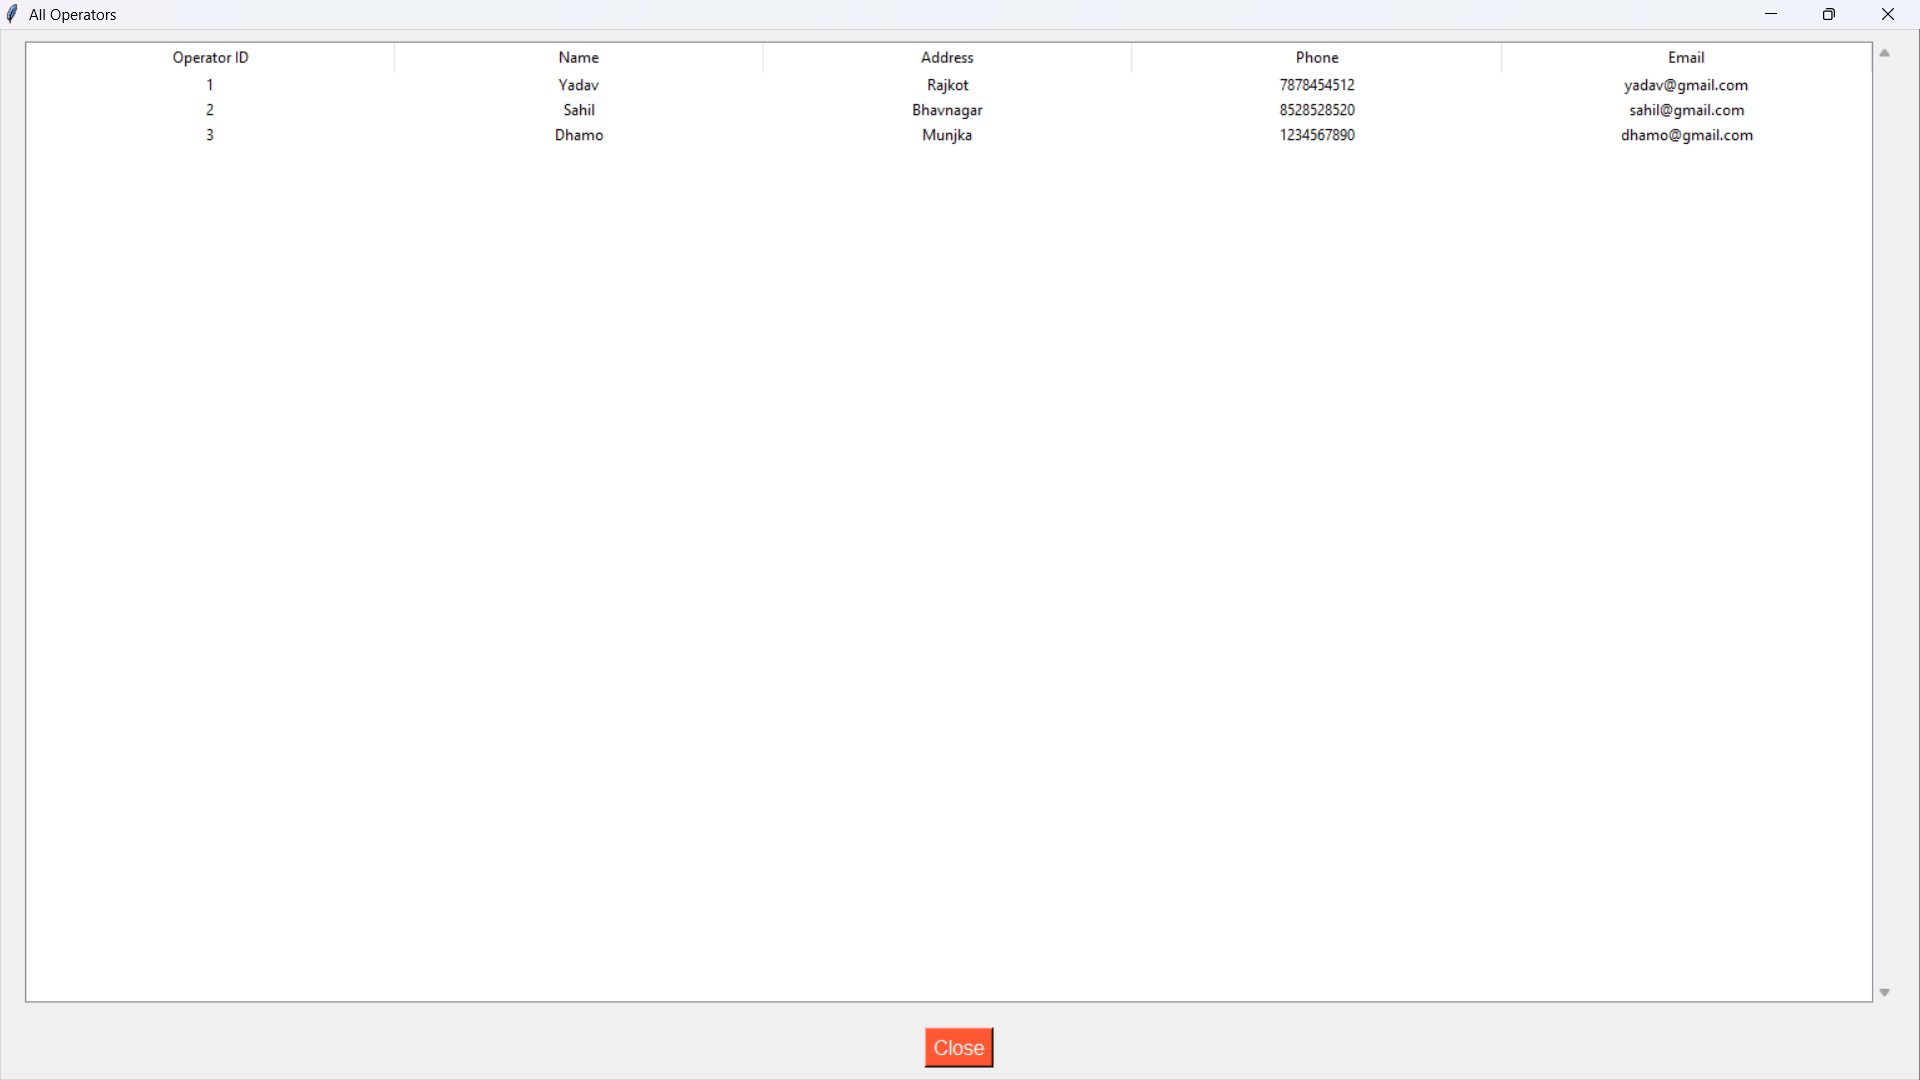 All Operators
Operator ID Name Address Phone Email
1 Yadav Rajkot 7878454512 yadav@gmail.com
2 Sahil Bhavnagar 8528528520 sahil@gmail.com
3 Dhamo Munjka 1234567890 dhamo@gmail.com
Close